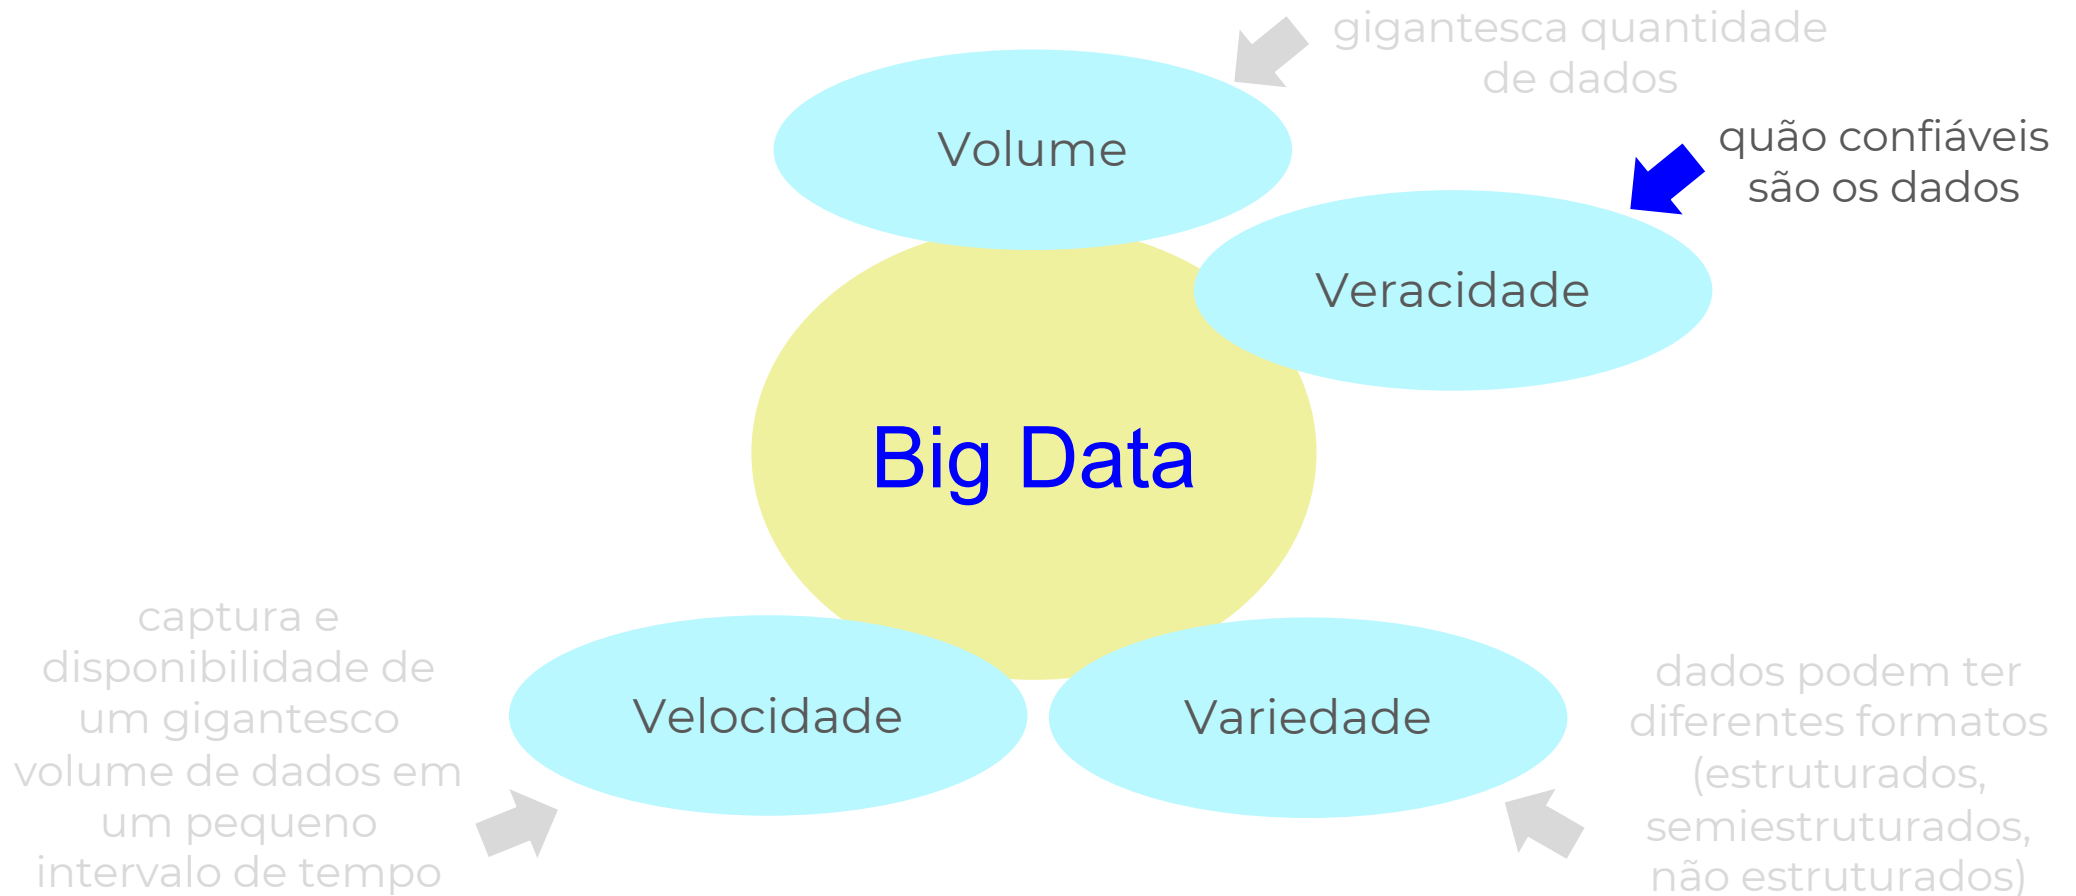 gigantesca quantidade
de dados
Volume
quão confiáveis
são os dados
Veracidade
Big Data
captura e
disponibilidade de
um gigantesco
volume de dados em
um pequeno
intervalo de tempo
Velocidade
Variedade
dados podem ter
diferentes formatos
(estruturados,
semiestruturados,
não estruturados)